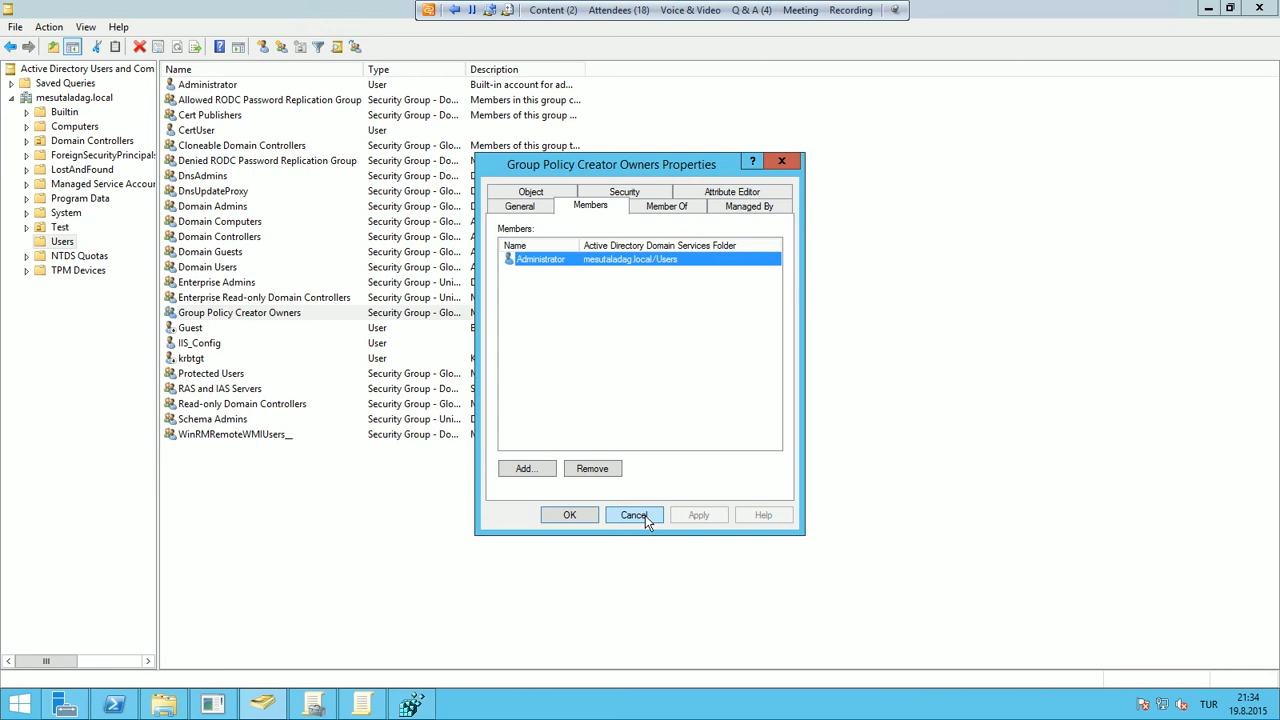 Content (2) Attendees (18) Voice & Video Q & A (4) Meeting Recording
File Action View Help
Active Directory Users and Com
Saved Queries
mesutaladag.local
Builtin
Computers
Domain Controllers
ForeignSecurityPrincipals
LostAndFound
Managed Service Accour
Program Data
System
Test
Users
NTDS Quotas
TPM Devices
Name Type Description
Administrator User Built-in account for ad...
Allowed RODC Password Replication Group Security Group - Do... Members in this group c...
Cert Publishers Security Group - Do... Members of this group ...
CertUser User
Cloneable Domain Controllers Security Group - Do... Members of this group t...
Denied RODC Password Replication Group Security Group - Do...
DnsAdmins Security Group - Do...
DnsUpdateProxy Security Group - Glo...
Domain Admins Security Group - Glo...
Domain Computers Security Group - Glo...
Domain Controllers Security Group - Glo...
Domain Guests Security Group - Glo...
Domain Users Security Group - Glo...
Enterprise Admins Security Group - Uni...
Enterprise Read-only Domain Controllers Security Group - Uni...
Group Policy Creator Owners Security Group - Glo...
Guest User
IIS_Config User
krbtgt User
Protected Users Security Group - Glo...
RAS and IAS Servers Security Group - Do...
Read-only Domain Controllers Security Group - Glo...
Schema Admins Security Group - Uni...
WinRMRemoteWMIUsers__ Security Group - Do...
Group Policy Creator Owners Properties
?
Object Security Attribute Editor
General Members Member Of Managed By
Members:
Name Active Directory Domain Services Folder
Administrator mesutaladag.local/Users
Add... Remove
OK Cancel Apply Help
TUR
21:34
19.8.2015